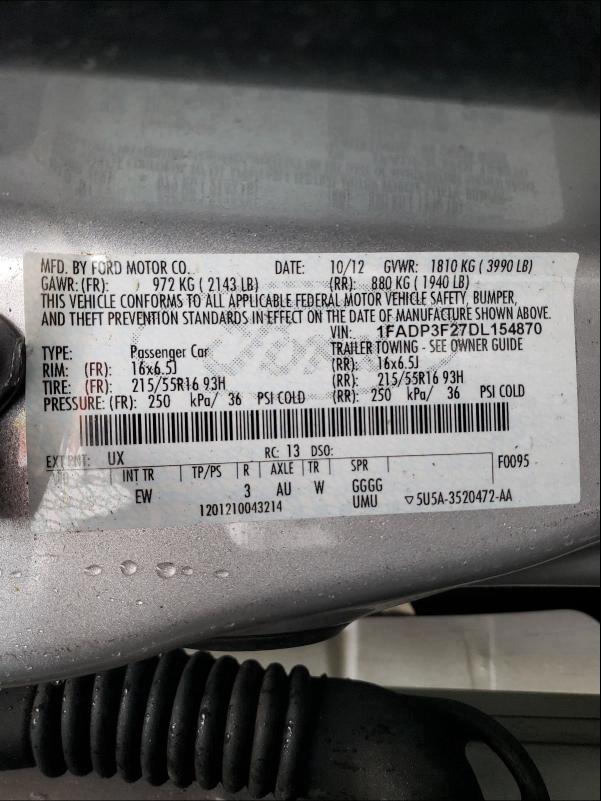 MFD. BY FORD MOTOR CO. DATE: 10/12 GVWR: 1810 KG ( 3990 LB)
GAWR: (FR): 972 KG ( 2143 LB) (RR): 880 KG ( 1940 LB)
THIS VEHICLE CONFORMS TO ALL APPLICABLE FEDERAL MOTOR VEHICLE SAFETY, BUMPER,
AND THEFT PREVENTION STANDARDS IN EFFECT ON THE DATE OF MANUFACTURE SHOWN ABOVE.
VIN: 1FADP3F27DL154870
TYPE: Passenger Car TRAILER TOWING - SEE OWNER GUIDE
RIM: (FR): 16x6.5J (RR): 16x6.5J
TIRE: (FR): 215/55R16 93H (RR): 215/55R16 93H
PRESSURE: (FR): 250 kPa/ 36 PSI COLD (RR): 250 kPa/ 36 PSI COLD
EXT PNT: UX RC: 13 DSO: F0095
INT TR TP/PS R AXLE TR SPR
EW 3 AU W GGGG
1201210043214 UMU ▽5U5A-3520472-AA